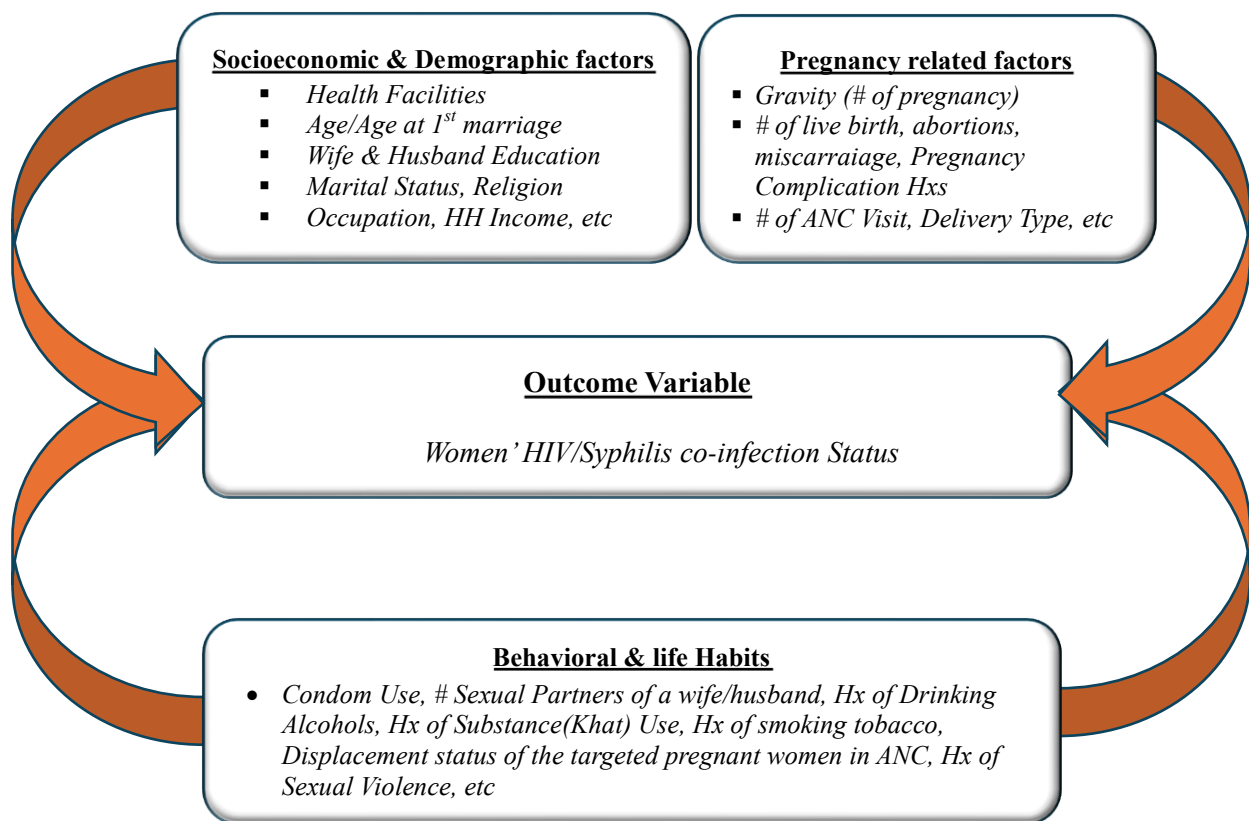 Socioeconomic & Demographic factors
▪ Health Facilities
▪ Age/Age at 1st marriage
▪ Wife & Husband Education
▪ Marital Status, Religion
▪ Occupation, HH Income, etc
Pregnancy related factors
▪ Gravity (# of pregnancy)
▪ # of live birth, abortions,
miscarraiage, Pregnancy
Complication Hxs
▪ # of ANC Visit, Delivery Type, etc
Outcome Variable
Women' HIV/Syphilis co-infection Status
Behavioral & life Habits
● Condom Use, # Sexual Partners of a wife/husband, Hx of Drinking
Alcohols, Hx of Substance(Khat) Use, Hx of smoking tobacco,
Displacement status of the targeted pregnant women in ANC, Hx of
Sexual Violence, etc